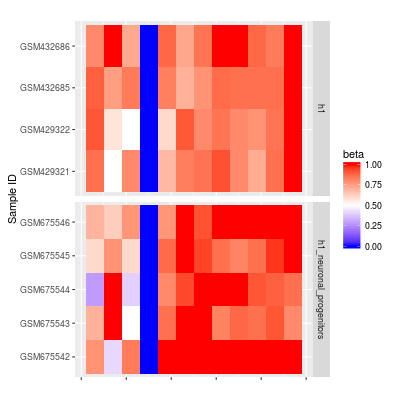 GSM432686
GSM432685
GSM429322
GSM429321
h1
GSM675546
GSM675545
GSM675544
GSM675543
GSM675542
h1_neuronal_progenitors
Sample ID
beta
1.00
0.75
0.50
0.25
0.00